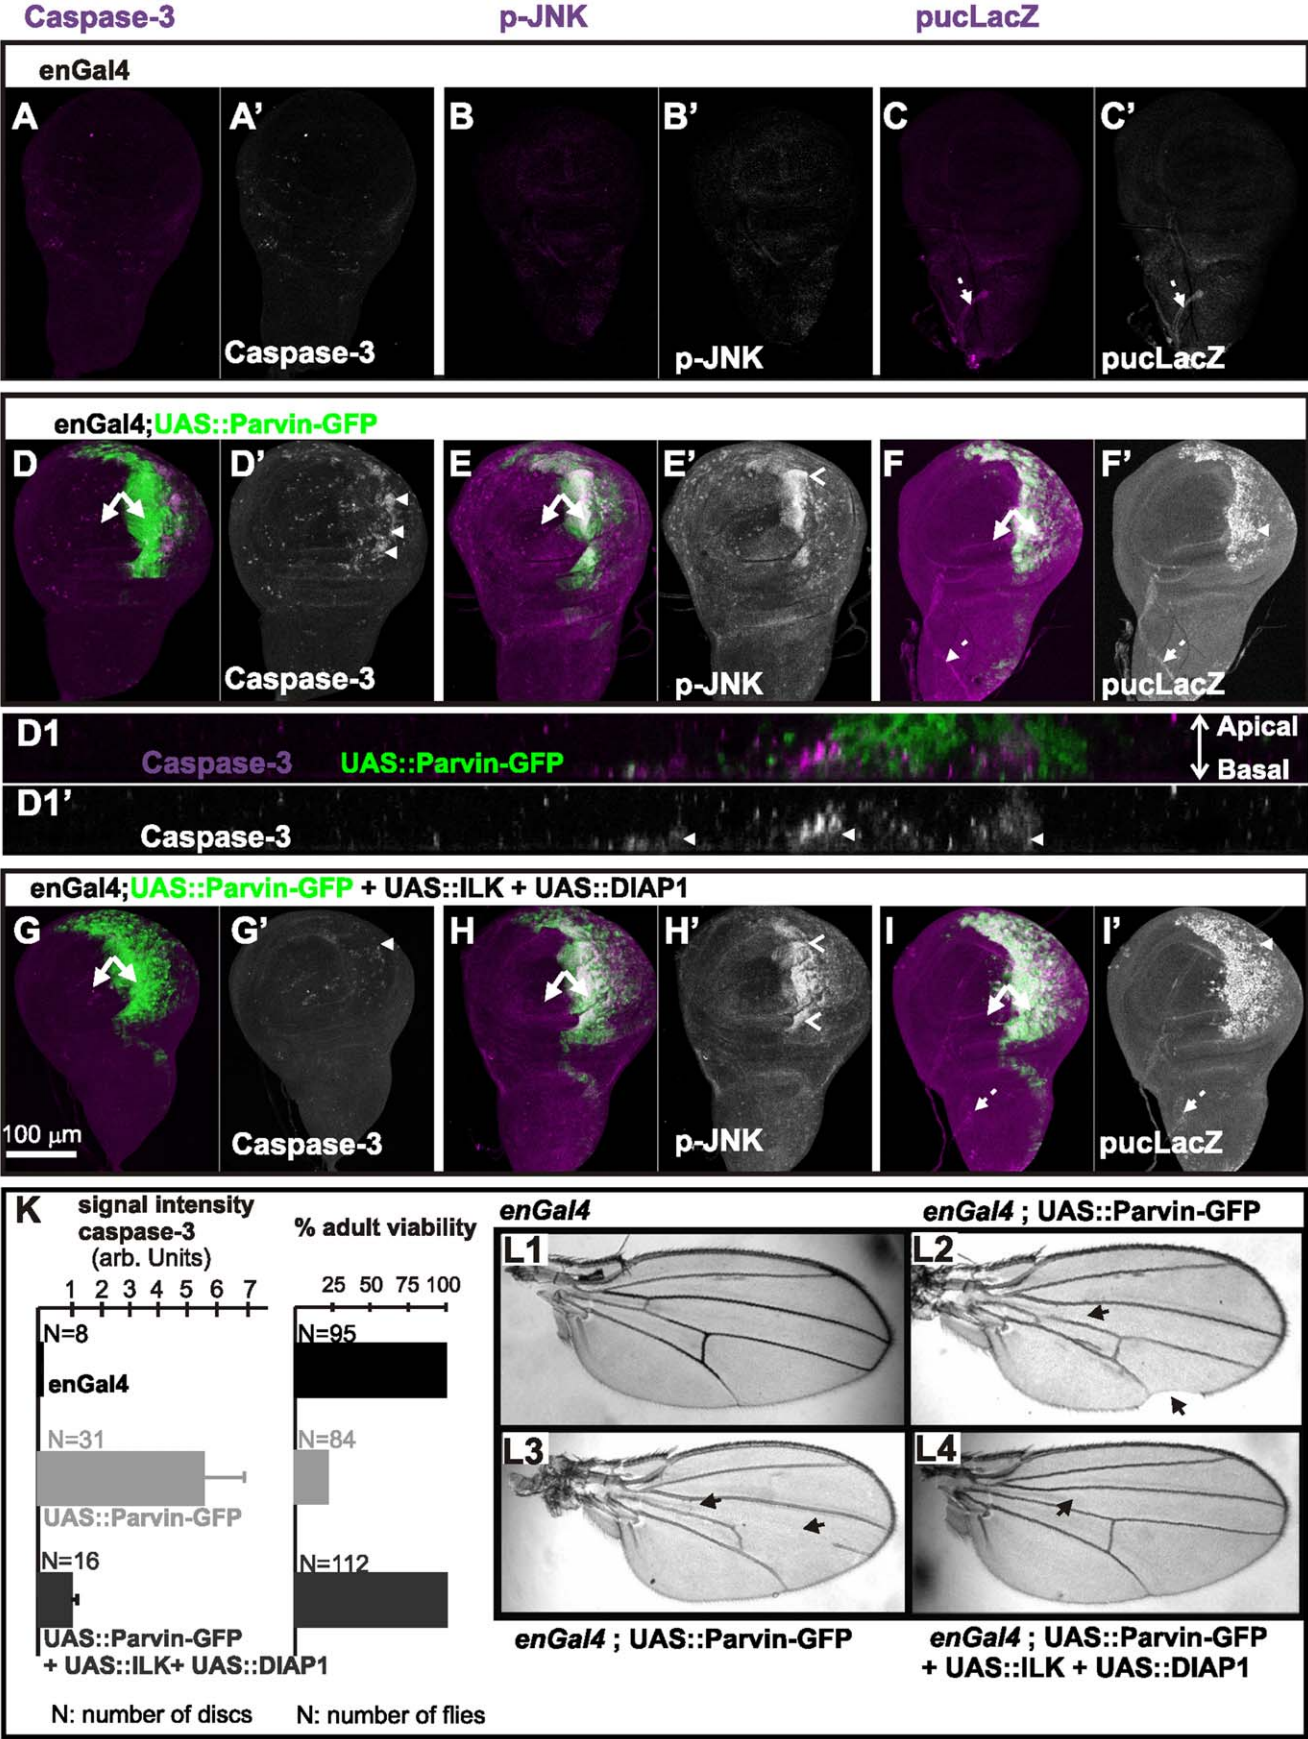 Caspase-3 p-JNK pucLacZ
enGal4
A A' B B' C C'
Caspase-3 p-JNK pucLacZ
enGal4;UAS::Parvin-GFP
D D' E E' F F'
Caspase-3 p-JNK pucLacZ
D1 Apical
Caspase-3 UAS::Parvin-GFP Basal
D1'
Caspase-3
enGal4;UAS::Parvin-GFP + UAS::ILK + UAS::DIAP1
G G' H H' I I'
100 µm
Caspase-3 p-JNK pucLacZ
K
signal intensity
caspase-3
(arb. Units)
1 2 3 4 5 6 7
N=8
enGal4
N=31
UAS::Parvin-GFP
N=16
UAS::Parvin-GFP
+ UAS::ILK+ UAS::DIAP1
N: number of discs
% adult viability
25 50 75 100
N=95
N=84
N=112
N: number of flies
enGal4 enGal4 ; UAS::Parvin-GFP
L1 L2
L3 L4
enGal4 ; UAS::Parvin-GFP enGal4 ; UAS::Parvin-GFP
+ UAS::ILK + UAS::DIAP1